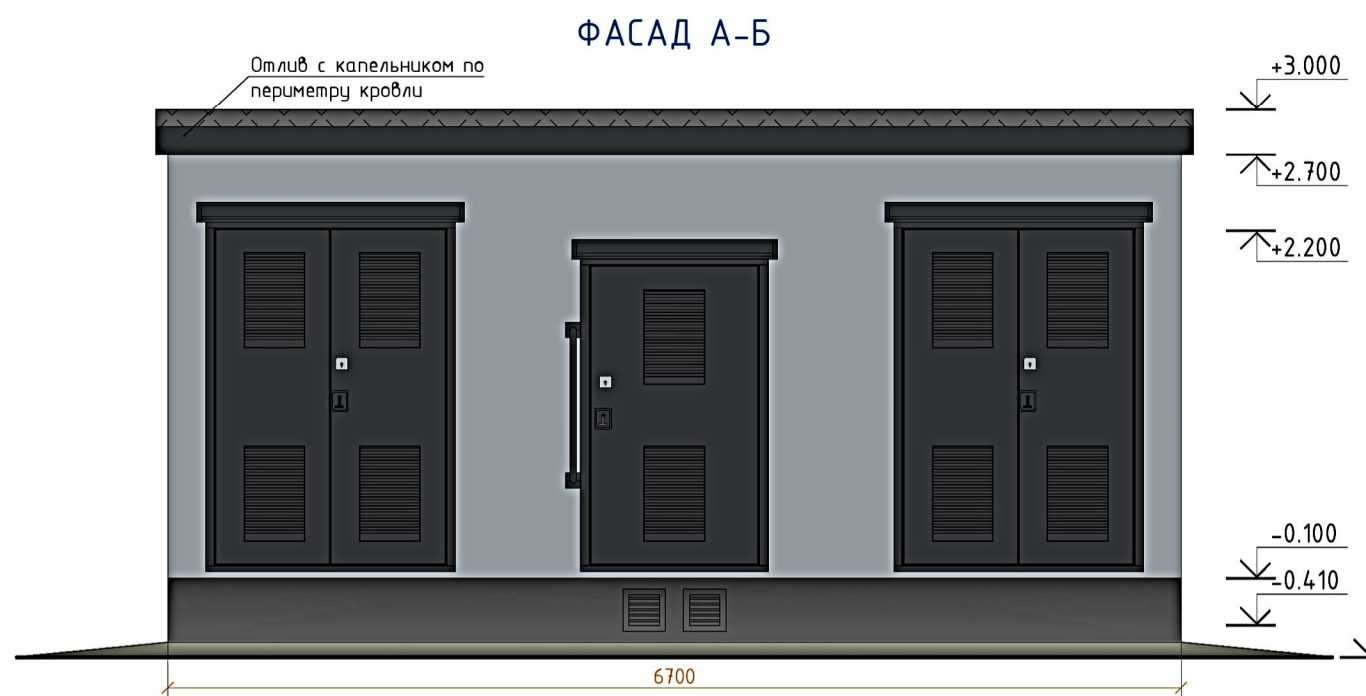 ФАСАД А-Б
Отлив с капельником по
периметру кровли
+3.000
+2.700
+2.200
-0.100
-0.410
6700